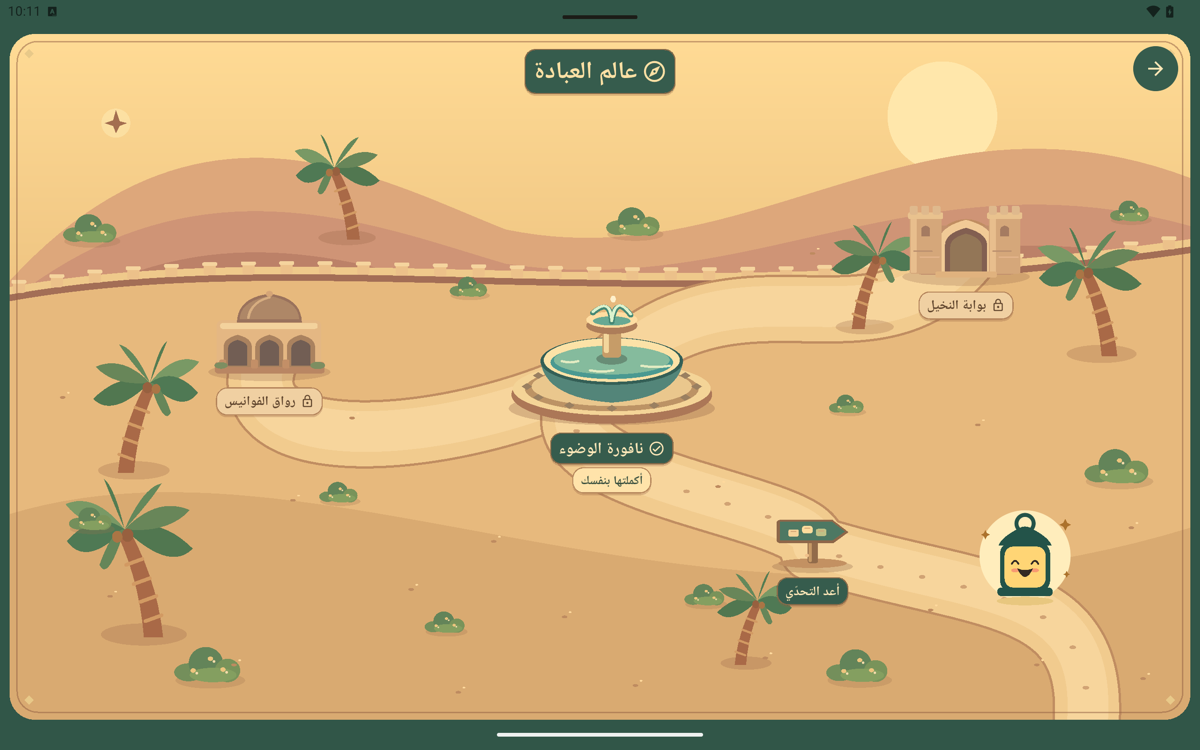 10:11
عالم العبادة
بوابة النخيل
رواق الفوانيس
نافورة الوضوء
أكملتها بنفسك
أعد التحدي